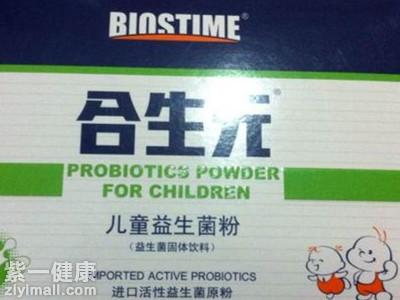 BIOSTIME®
合生元®
PROBIOTICS POWDER
FOR CHILDREN
儿童益生菌粉
（益生菌固体饮料）
IMPORTED ACTIVE PROBIOTICS
进口活性益生菌原粉
紫一健康
ziyimall.com